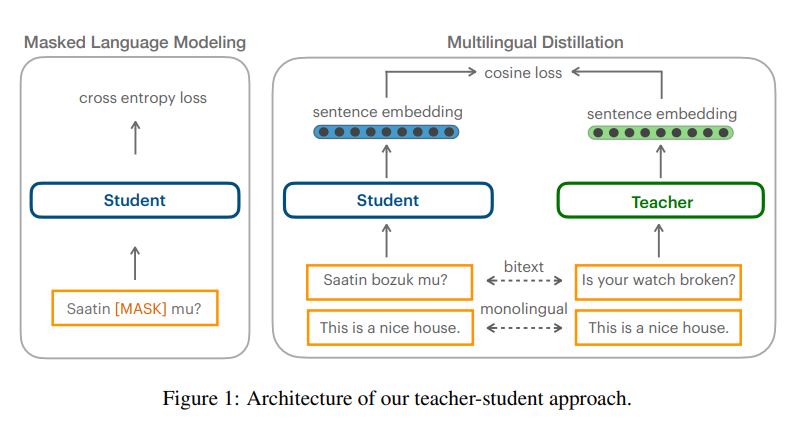 Masked Language Modeling
cross entropy loss
Student
Saatin [MASK] mu?
Multilingual Distillation
cosine loss
sentence embedding
sentence embedding
Student
Teacher
Saatin bozuk mu?
bitext
Is your watch broken?
monolingual
This is a nice house.
This is a nice house.
Figure 1: Architecture of our teacher-student approach.